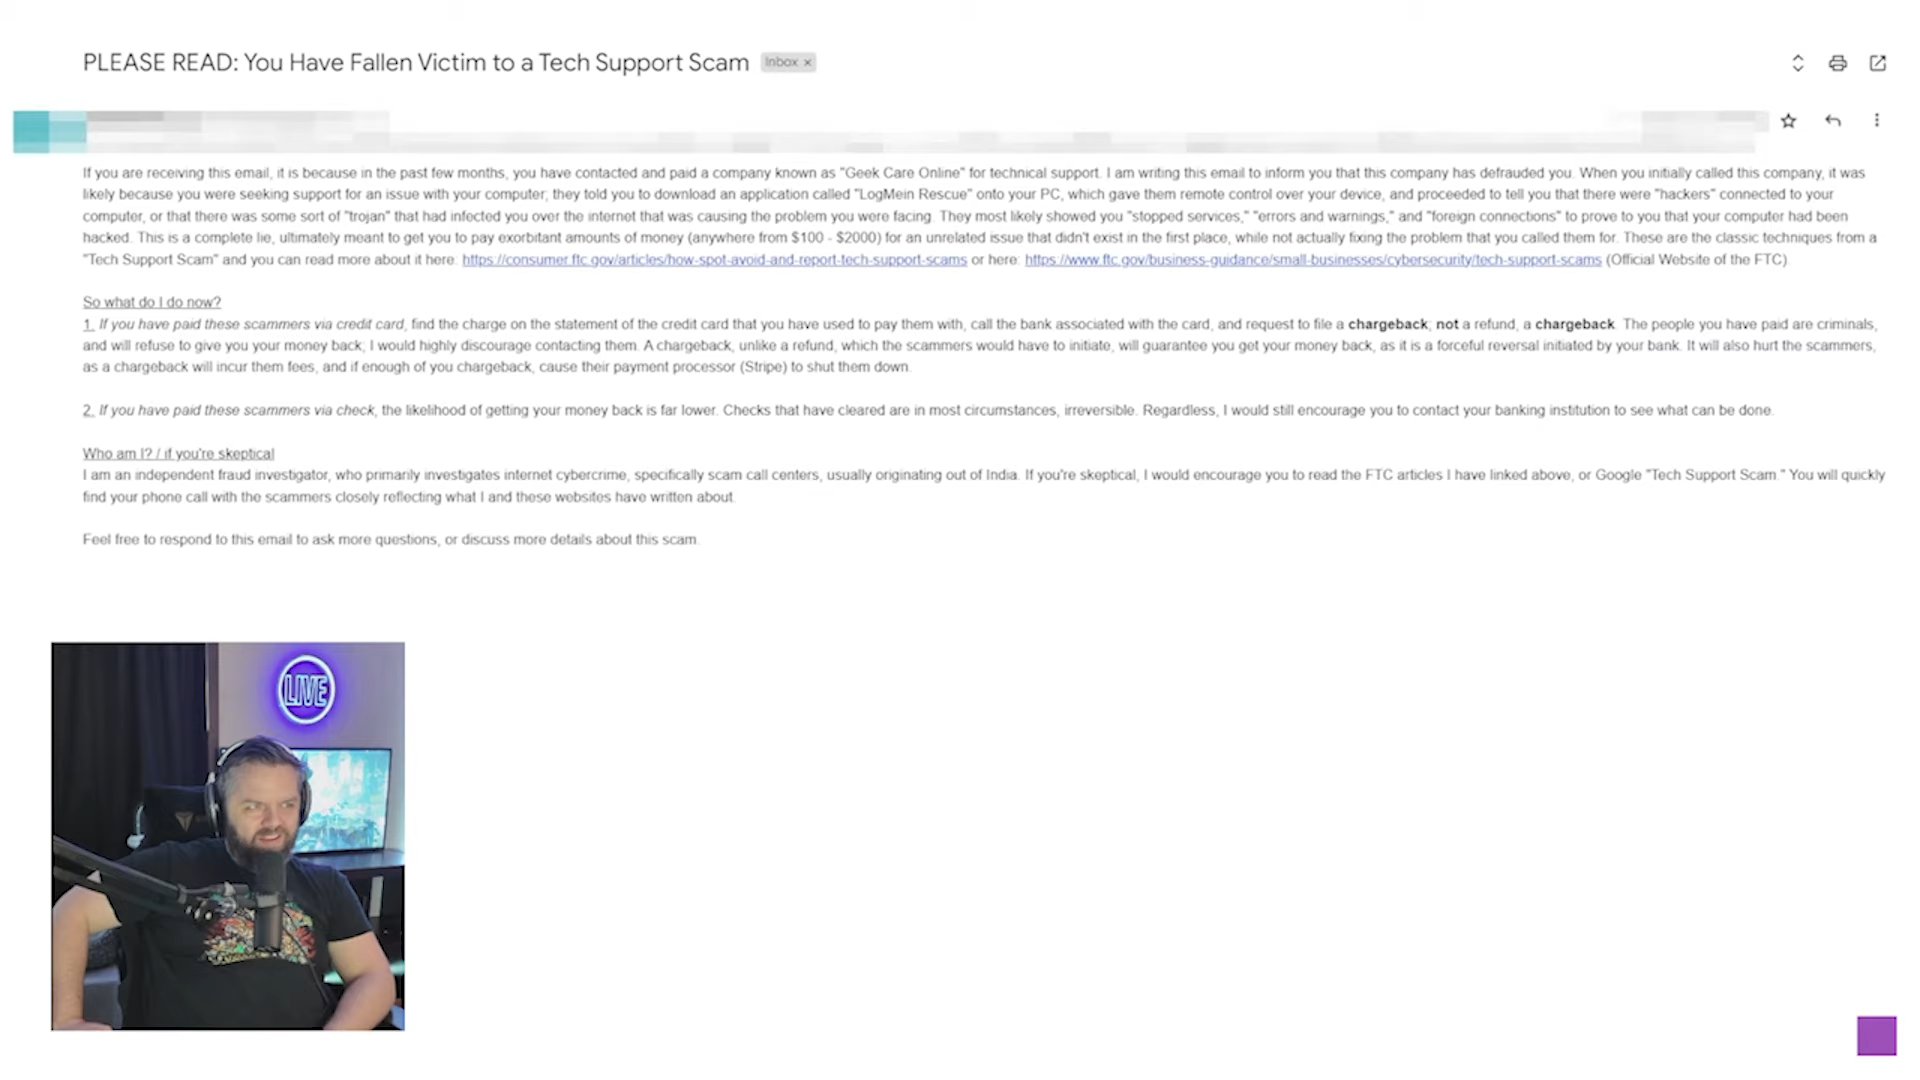 PLEASE READ: You Have Fallen Victim to a Tech Support Scam Inbox ×
If you are receiving this email, it is because in the past few months, you have contacted and paid a company known as "Geek Care Online" for technical support. I am writing this email to inform you that this company has defrauded you. When you initially called this company, it was
likely because you were seeking support for an issue with your computer; they told you to download an application called "LogMein Rescue" onto your PC, which gave them remote control over your device, and proceeded to tell you that there were "hackers" connected to your
computer, or that there was some sort of "trojan" that had infected you over the internet that was causing the problem you were facing. They most likely showed you "stopped services," "errors and warnings," and "foreign connections" to prove to you that your computer had been
hacked. This is a complete lie, ultimately meant to get you to pay exorbitant amounts of money (anywhere from $100 - $2000) for an unrelated issue that didn't exist in the first place, while not actually fixing the problem that you called them for. These are the classic techniques from a
"Tech Support Scam" and you can read more about it here: https://consumer.ftc.gov/articles/how-spot-avoid-and-report-tech-support-scams or here: https://www.ftc.gov/business-guidance/small-businesses/cybersecurity/tech-support-scams (Official Website of the FTC)
So what do I do now?
1. If you have paid these scammers via credit card, find the charge on the statement of the credit card that you have used to pay them with, call the bank associated with the card, and request to file a chargeback; not a refund, a chargeback. The people you have paid are criminals,
and will refuse to give you your money back; I would highly discourage contacting them. A chargeback, unlike a refund, which the scammers would have to initiate, will guarantee you get your money back, as it is a forceful reversal initiated by your bank. It will also hurt the scammers,
as a chargeback will incur them fees, and if enough of you chargeback, cause their payment processor (Stripe) to shut them down.
2. If you have paid these scammers via check, the likelihood of getting your money back is far lower. Checks that have cleared are in most circumstances, irreversible. Regardless, I would still encourage you to contact your banking institution to see what can be done.
Who am I? / if you're skeptical
I am an independent fraud investigator, who primarily investigates internet cybercrime, specifically scam call centers, usually originating out of India. If you're skeptical, I would encourage you to read the FTC articles I have linked above, or Google "Tech Support Scam." You will quickly
find your phone call with the scammers closely reflecting what I and these websites have written about.
Feel free to respond to this email to ask more questions, or discuss more details about this scam.
LIVE